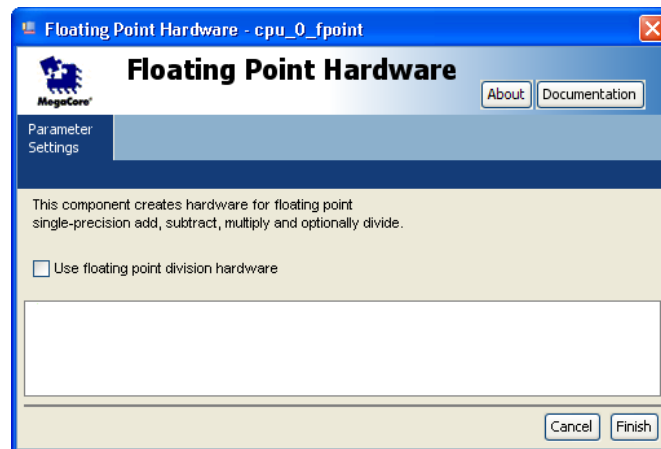 Floating Point Hardware - cpu_0_fpoint
MegaCore'
Floating Point Hardware
About
Documentation
Parameter
Settings
This component creates hardware for floating point
single-precision add, subtract, multiply and optionally divide.
Use floating point division hardware
Cancel
Finish